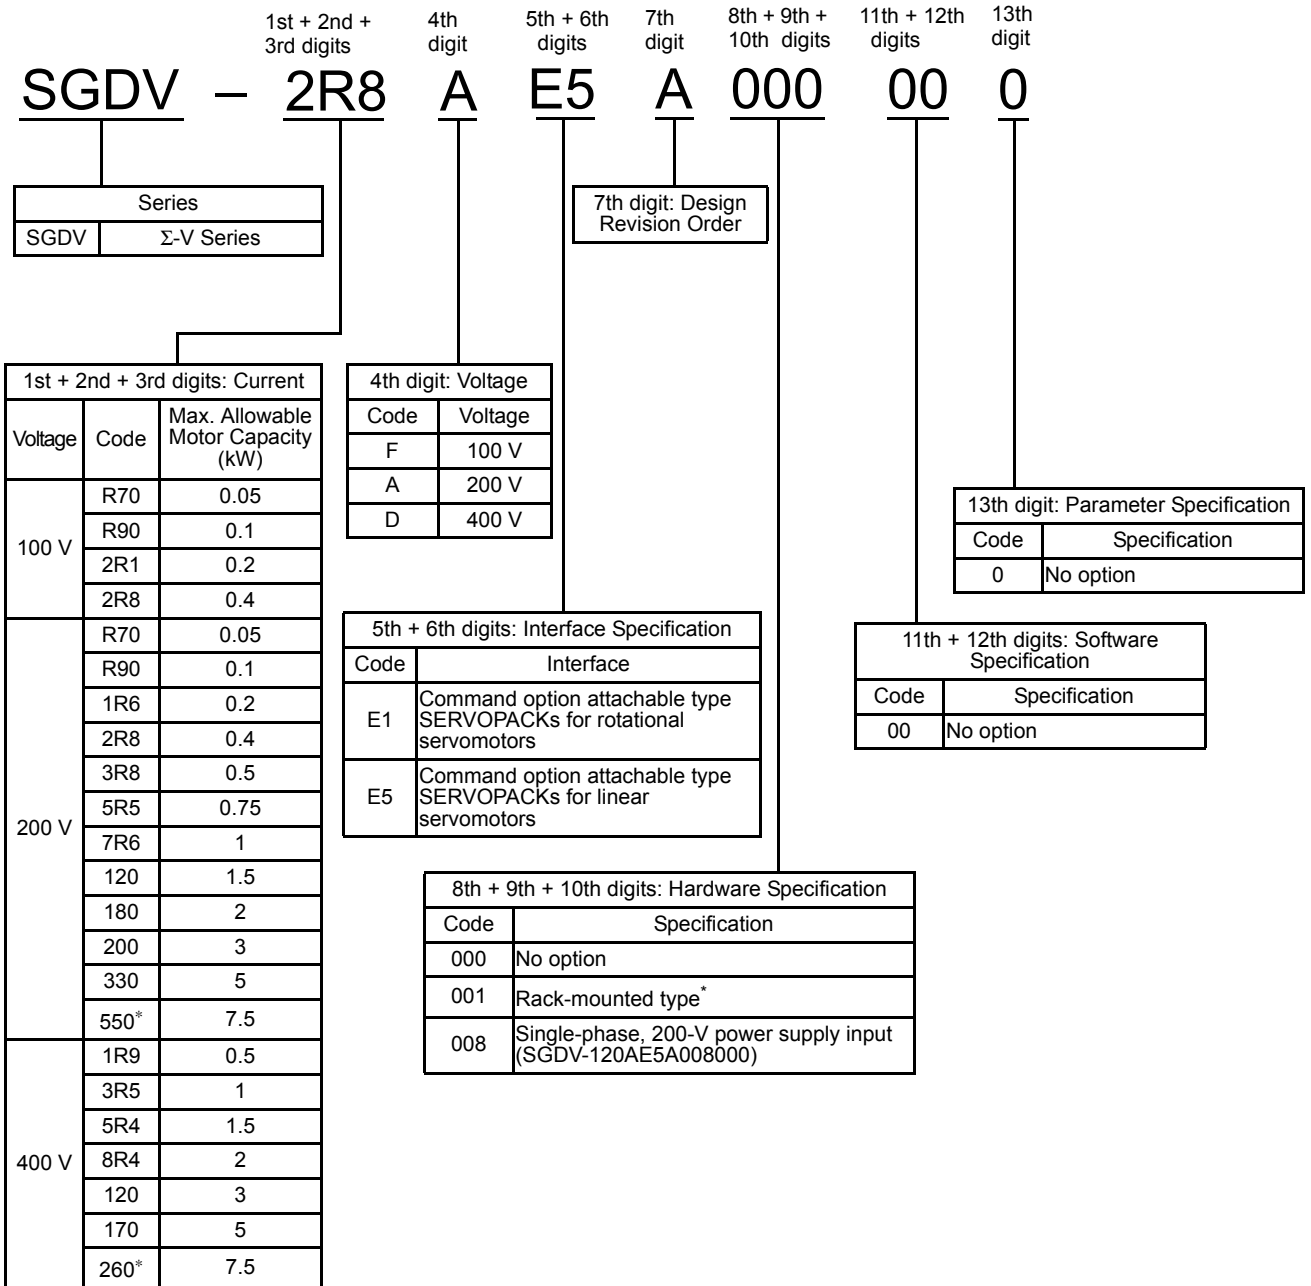 1st + 2nd +
3rd digits
4th
digit
5th + 6th
digits
7th
digit
8th + 9th +
10th digits
11th + 12th
digits
13th
digit
SGDV – 2R8 A E5 A 000 00 0
Series
SGDV Σ-V Series
7th digit: Design
Revision Order
1st + 2nd + 3rd digits: Current
Voltage Code Max. Allowable
Motor Capacity
(kW)
100 V
R70 0.05
R90 0.1
2R1 0.2
2R8 0.4
200 V
R70 0.05
R90 0.1
1R6 0.2
2R8 0.4
3R8 0.5
5R5 0.75
7R6 1
120 1.5
180 2
200 3
330 5
550* 7.5
400 V
1R9 0.5
3R5 1
5R4 1.5
8R4 2
120 3
170 5
260* 7.5
4th digit: Voltage
Code Voltage
F 100 V
A 200 V
D 400 V
5th + 6th digits: Interface Specification
Code Interface
E1 Command option attachable type
SERVOPACKs for rotational
servomotors
E5 Command option attachable type
SERVOPACKs for linear
servomotors
8th + 9th + 10th digits: Hardware Specification
Code Specification
000 No option
001 Rack-mounted type*
008 Single-phase, 200-V power supply input
(SGDV-120AE5A008000)
11th + 12th digits: Software
Specification
Code Specification
00 No option
13th digit: Parameter Specification
Code Specification
0 No option